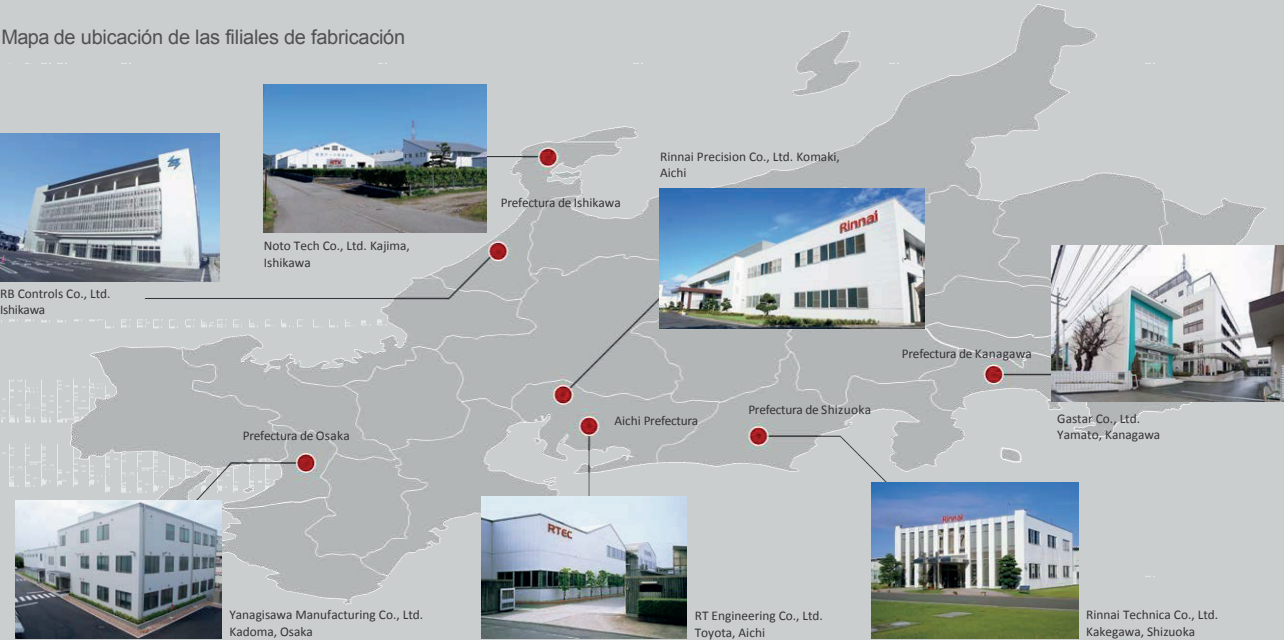 Mapa de ubicación de las filiales de fabricación
Noto Tech Co., Ltd. Kajima,
Ishikawa
Prefectura de Ishikawa
RB Controls Co., Ltd.
Ishikawa
Rinnai Precision Co., Ltd. Komaki,
Aichi
Rinnai
Prefectura de Kanagawa
Gastar Co., Ltd.
Yamato, Kanagawa
Aichi Prefectura
Prefectura de Shizuoka
Prefectura de Osaka
Yanagisawa Manufacturing Co., Ltd.
Kadoma, Osaka
RTEC
RT Engineering Co., Ltd.
Toyota, Aichi
Rinnai
Rinnai Technica Co., Ltd.
Kakegawa, Shizuoka